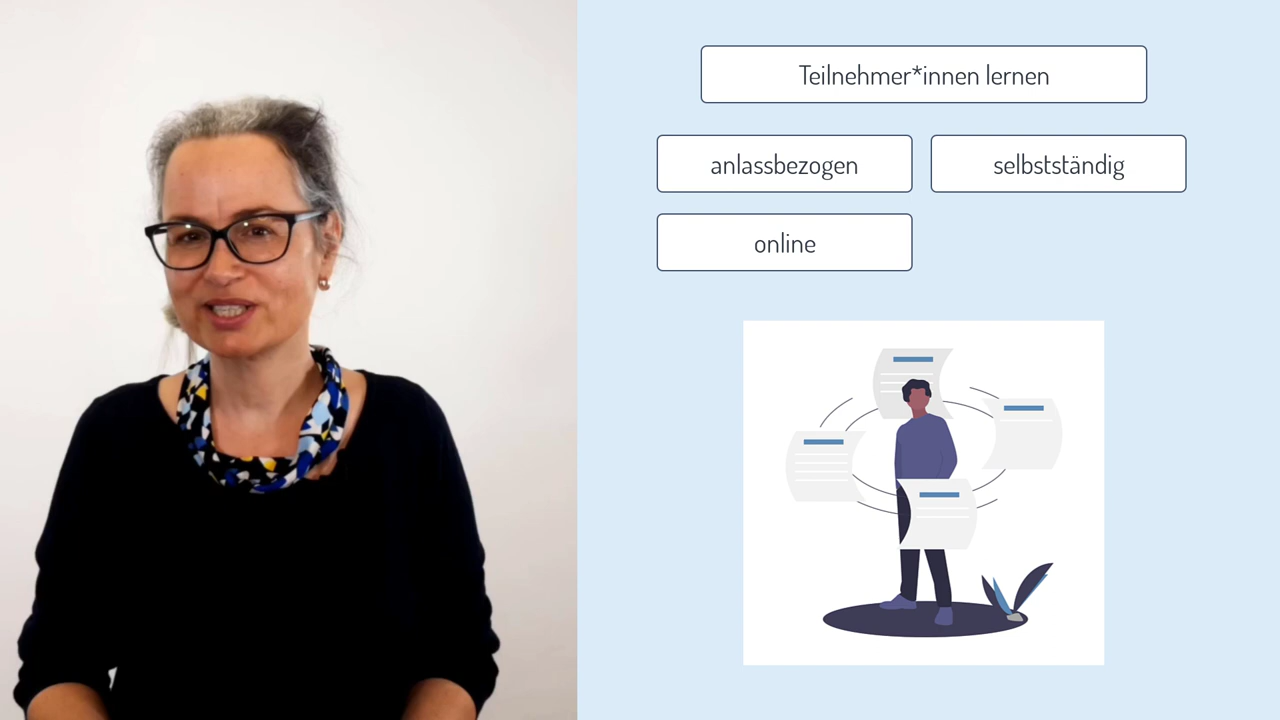 Teilnehmer*innen lernen
anlassbezogen
selbstständig
online